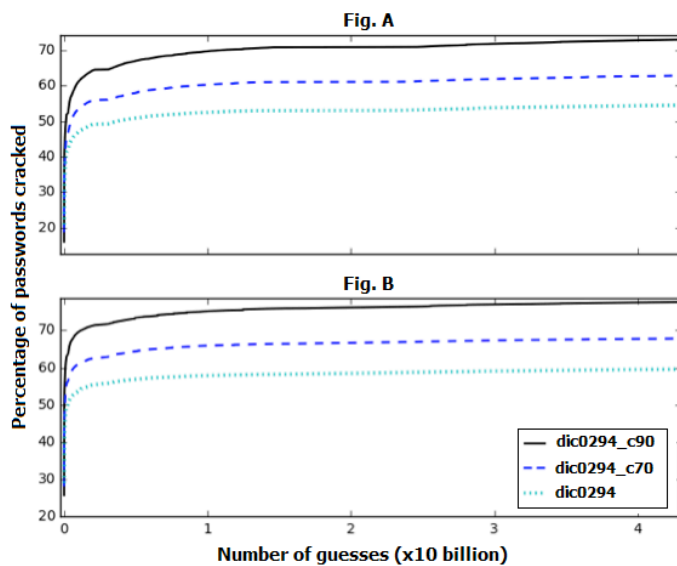 Fig. A
70
60
50
40
30
20
Percentage of passwords cracked
Fig. B
70
60
50
40
30
20
dic0294_c90
dic0294_c70
dic0294
0 1 2 3 4
Number of guesses (x10 billion)